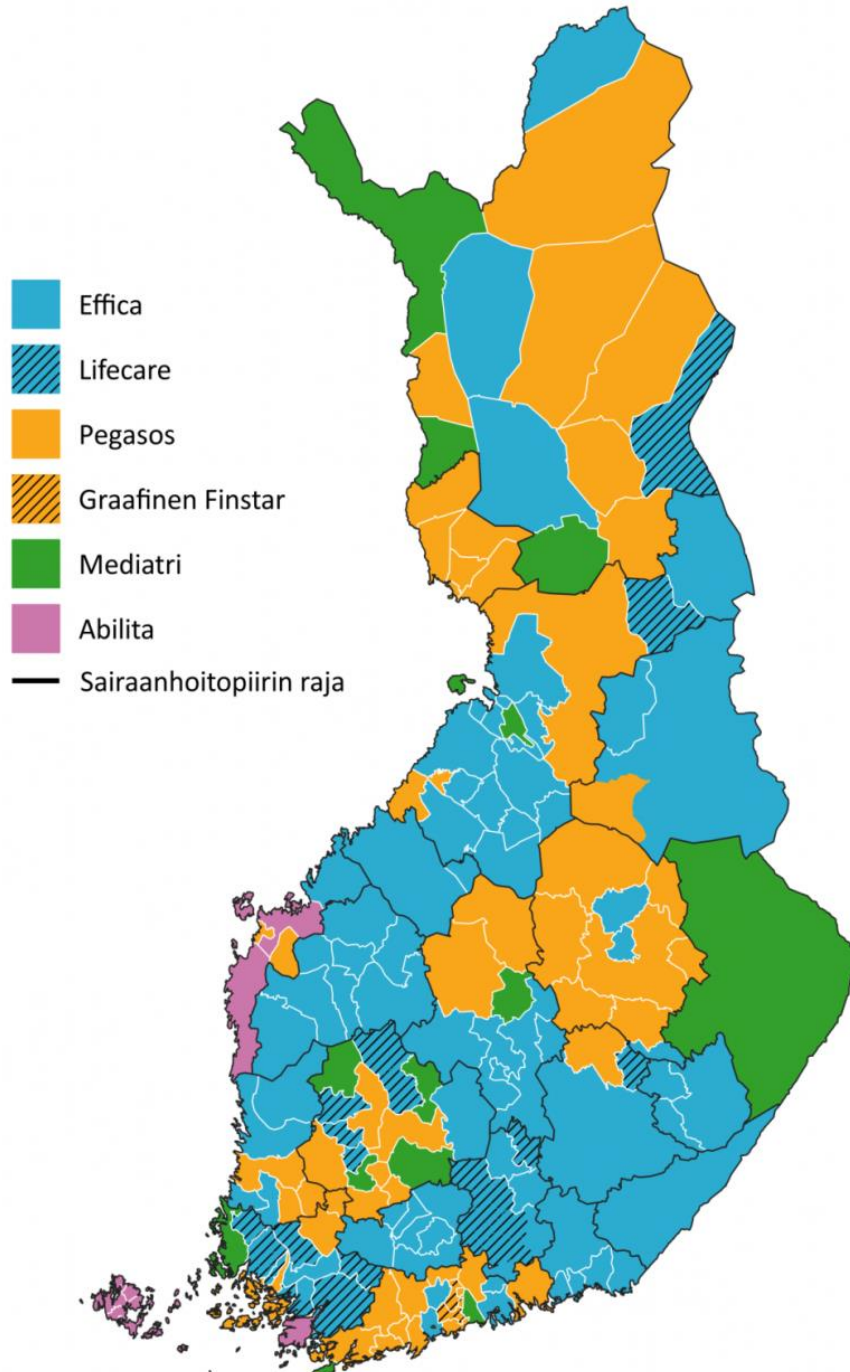 Effica
Lifecare
Pegasos
Graafinen Finstar
Mediatri
Abilita
Sairaanhoitopiirin raja